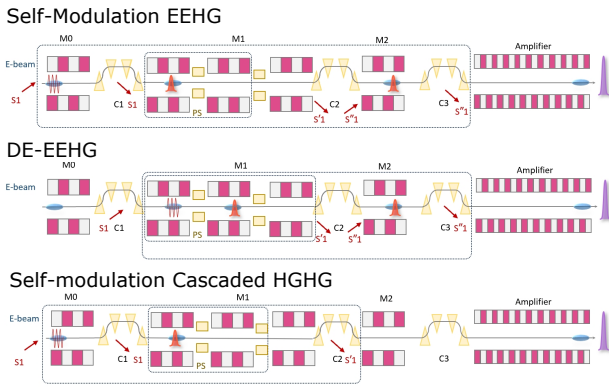 Self-Modulation EEHG
M0 M1 M2 Amplifier
E-beam
S1 C1 S1 PS S'1 C2 S"1 C3 S"1
DE-EEHG
M0 M1 M2 Amplifier
E-beam
S1 C1 S'1 C2 S"1 C3 S"1
Self-modulation Cascaded HGHG
M0 M1 M2 Amplifier
E-beam
S1 C1 S1 PS C2 S'1 C3